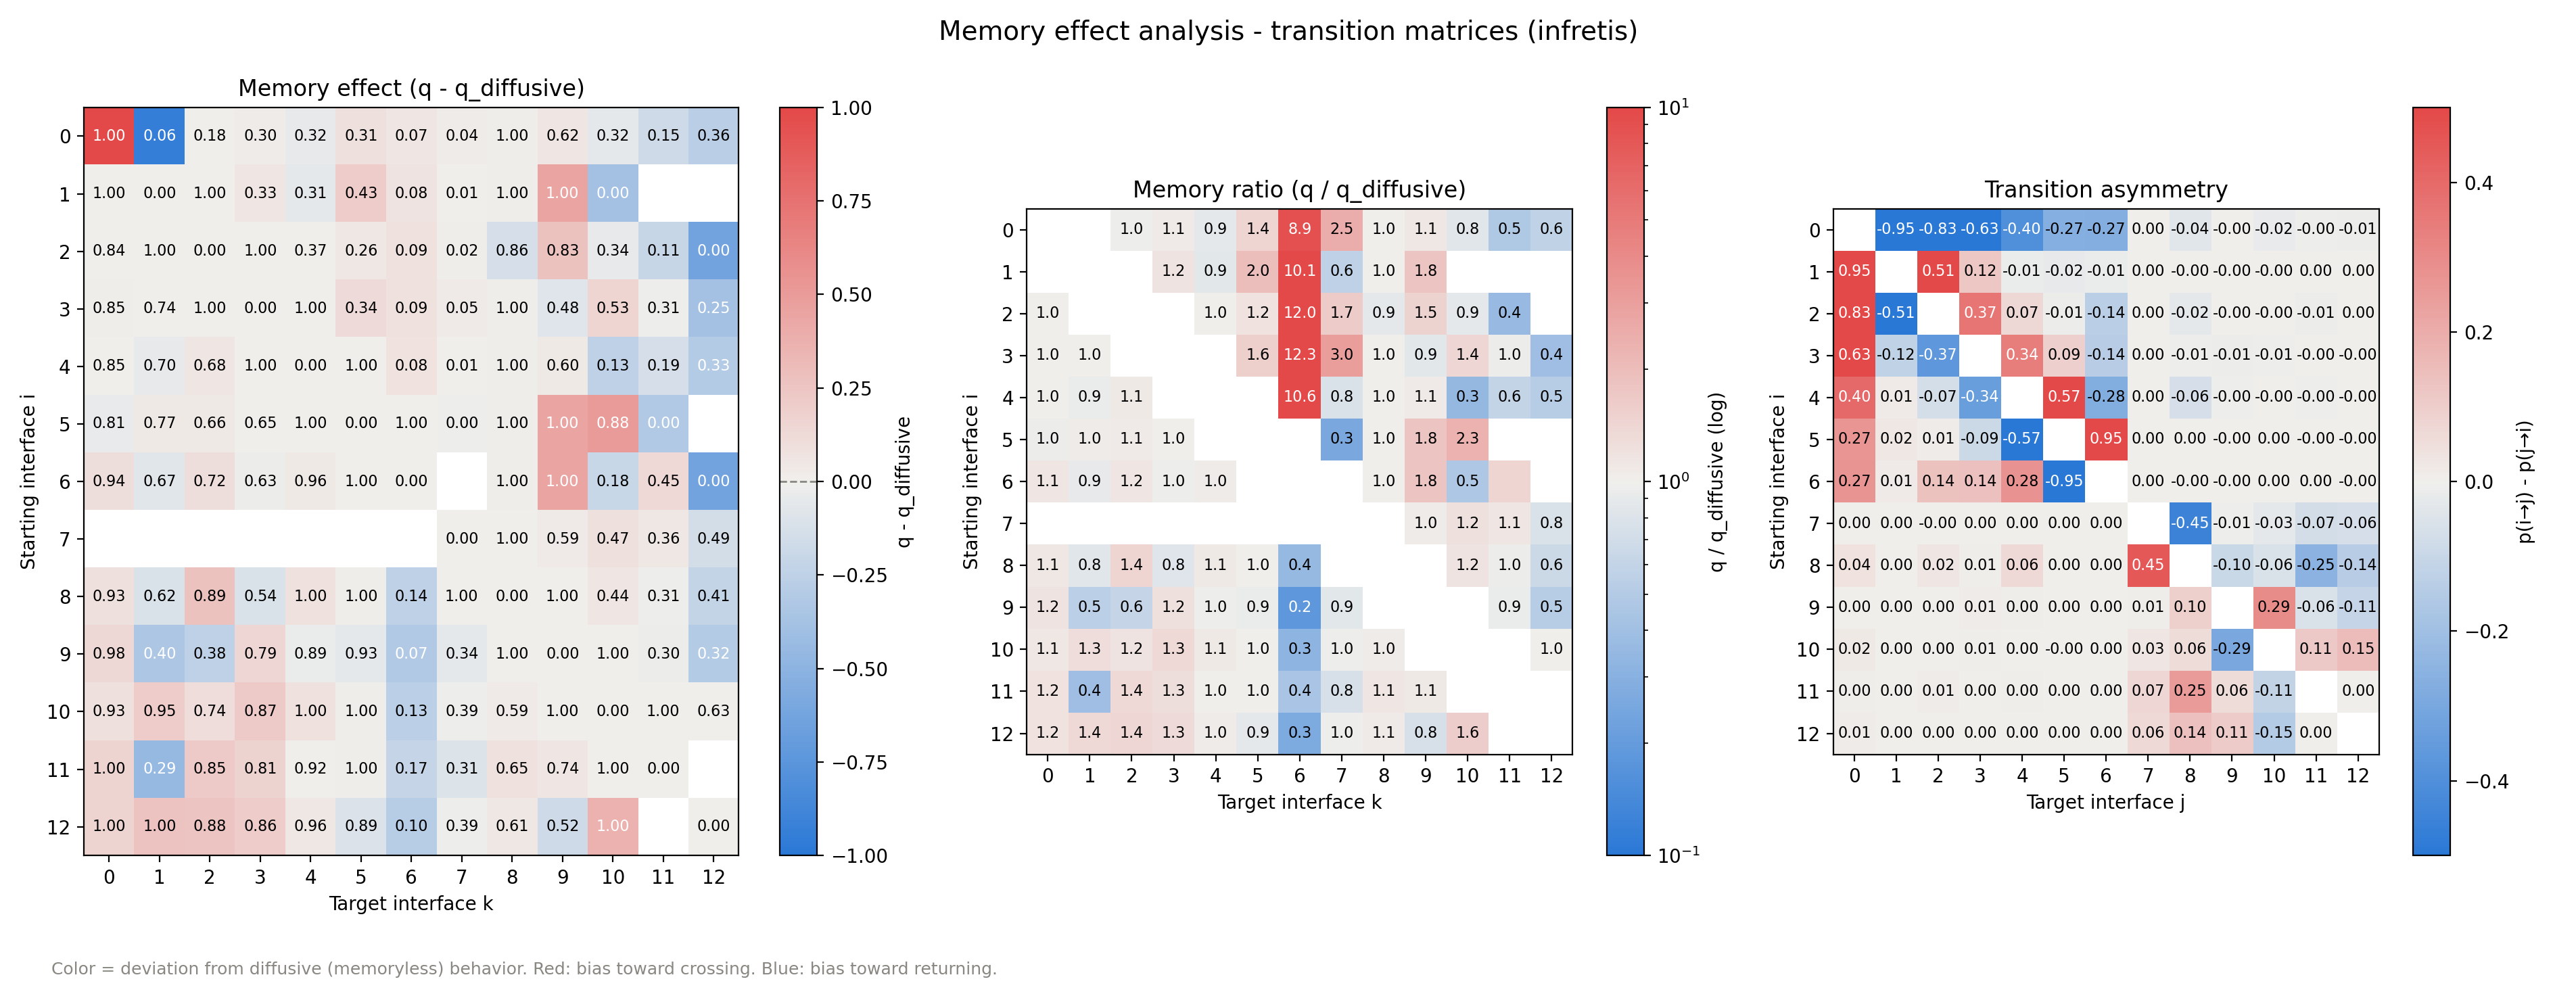 Memory effect analysis - transition matrices (infretis)
Memory effect (q - q_diffusive)
0 1.00 0.06 0.18 0.30 0.32 0.31 0.07 0.04 1.00 0.62 0.32 0.15 0.36
1 1.00 0.00 1.00 0.33 0.31 0.43 0.08 0.01 1.00 1.00 0.00
2 0.84 1.00 0.00 1.00 0.37 0.26 0.09 0.02 0.86 0.83 0.34 0.11 0.00
3 0.85 0.74 1.00 0.00 1.00 0.34 0.09 0.05 1.00 0.48 0.53 0.31 0.25
4 0.85 0.70 0.68 1.00 0.00 1.00 0.08 0.01 1.00 0.60 0.13 0.19 0.33
5 0.81 0.77 0.66 0.65 1.00 0.00 1.00 0.00 1.00 1.00 0.88 0.00
6 0.94 0.67 0.72 0.63 0.96 1.00 0.00 1.00 1.00 0.18 0.45 0.00
7 0.00 1.00 0.59 0.47 0.36 0.49
8 0.93 0.62 0.89 0.54 1.00 1.00 0.14 1.00 0.00 1.00 0.44 0.31 0.41
9 0.98 0.40 0.38 0.79 0.89 0.93 0.07 0.34 1.00 0.00 1.00 0.30 0.32
10 0.93 0.95 0.74 0.87 1.00 1.00 0.13 0.39 0.59 1.00 0.00 1.00 0.63
11 1.00 0.29 0.85 0.81 0.92 1.00 0.17 0.31 0.65 0.74 1.00 0.00
12 1.00 1.00 0.88 0.86 0.96 0.89 0.10 0.39 0.61 0.52 1.00 0.00
0 1 2 3 4 5 6 7 8 9 10 11 12
Target interface k
Starting interface i
1.00
0.75
0.50
0.25
0.00
−0.25
−0.50
−0.75
−1.00
q - q_diffusive
Memory ratio (q / q_diffusive)
0 1.0 1.1 0.9 1.4 8.9 2.5 1.0 1.1 0.8 0.5 0.6
1 1.2 0.9 2.0 10.1 0.6 1.0 1.8
2 1.0 1.0 1.2 12.0 1.7 0.9 1.5 0.9 0.4
3 1.0 1.0 1.6 12.3 3.0 1.0 0.9 1.4 1.0 0.4
4 1.0 0.9 1.1 10.6 0.8 1.0 1.1 0.3 0.6 0.5
5 1.0 1.0 1.1 1.0 0.3 1.0 1.8 2.3
6 1.1 0.9 1.2 1.0 1.0 1.0 1.8 0.5
7 1.0 1.2 1.1 0.8
8 1.1 0.8 1.4 0.8 1.1 1.0 0.4 1.2 1.0 0.6
9 1.2 0.5 0.6 1.2 1.0 0.9 0.2 0.9 0.9 0.5
10 1.1 1.3 1.2 1.3 1.1 1.0 0.3 1.0 1.0 1.0
11 1.2 0.4 1.4 1.3 1.0 1.0 0.4 0.8 1.1 1.1
12 1.2 1.4 1.4 1.3 1.0 0.9 0.3 1.0 1.1 0.8 1.6
0 1 2 3 4 5 6 7 8 9 10 11 12
Target interface k
Starting interface i
10¹
10⁰
10⁻¹
q / q_diffusive (log)
Transition asymmetry
0 -0.95 -0.83 -0.63 -0.40 -0.27 -0.27 0.00 -0.04 -0.00 -0.02 -0.00 -0.01
1 0.95 0.51 0.12 -0.01 -0.02 -0.01 0.00 -0.00 -0.00 -0.00 0.00 0.00
2 0.83 -0.51 0.37 0.07 -0.01 -0.14 0.00 -0.02 -0.00 -0.00 -0.01 0.00
3 0.63 -0.12 -0.37 0.34 0.09 -0.14 0.00 -0.01 -0.01 -0.01 -0.00 -0.00
4 0.40 0.01 -0.07 -0.34 0.57 -0.28 0.00 -0.06 -0.00 -0.00 -0.00 -0.00
5 0.27 0.02 0.01 -0.09 -0.57 0.95 0.00 0.00 -0.00 0.00 -0.00 -0.00
6 0.27 0.01 0.14 0.14 0.28 -0.95 0.00 -0.00 -0.00 -0.00 -0.00 -0.00
7 0.00 0.00 -0.00 0.00 0.00 0.00 0.00 -0.45 -0.01 -0.03 -0.07 -0.06
8 0.04 0.00 0.02 0.01 0.06 0.00 0.00 0.45 -0.10 -0.06 -0.25 -0.14
9 0.00 0.00 0.00 0.01 0.00 0.00 0.00 0.01 0.10 0.29 -0.06 -0.11
10 0.02 0.00 0.00 0.01 0.00 -0.00 0.00 0.03 0.06 -0.29 0.11 0.15
11 0.00 0.00 0.01 0.00 0.00 0.00 0.00 0.07 0.25 0.06 -0.11 0.00
12 0.01 0.00 0.00 0.00 0.00 0.00 0.00 0.06 0.14 0.11 -0.15 0.00
0 1 2 3 4 5 6 7 8 9 10 11 12
Target interface j
Starting interface i
0.4
0.2
0.0
−0.2
−0.4
p(i→j) - p(j→i)
Color = deviation from diffusive (memoryless) behavior. Red: bias toward crossing. Blue: bias toward returning.